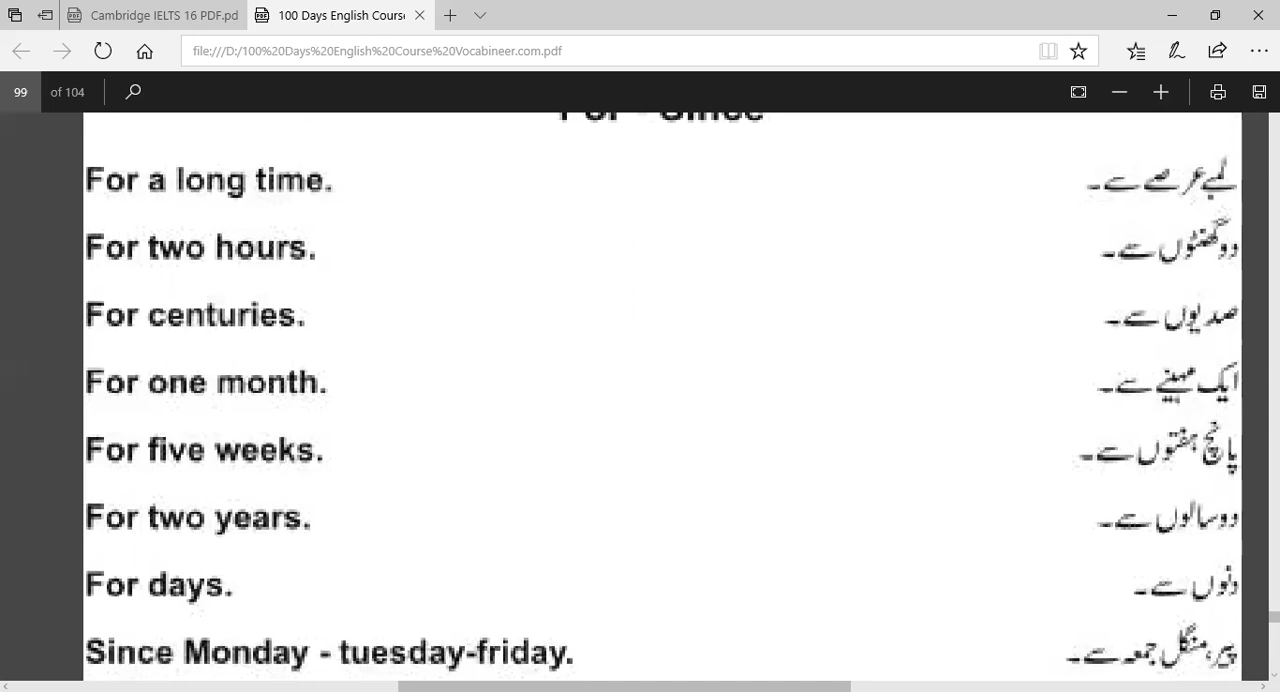 Cambridge IELTS 16 PDF.pd
100 Days English Course
file:///D:/100%20Days%20English%20Course%20Vocabineer.com.pdf
99 of 104
For - Since
For a long time. لمبے عرصے سے۔
For two hours. دو گھنٹوں سے۔
For centuries. صدیوں سے۔
For one month. ایک مہینے سے۔
For five weeks. پانچ ہفتوں سے۔
For two years. دو سالوں سے۔
For days. دنوں سے۔
Since Monday - tuesday-friday. پیر، منگل جمعہ سے۔